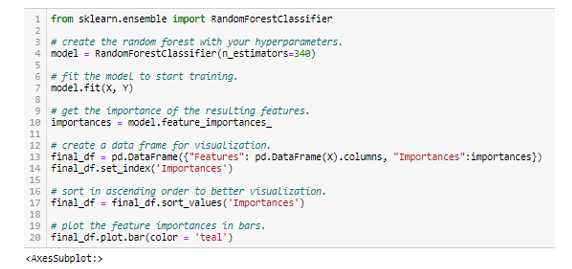 1 from sklearn.ensemble import RandomForestClassifier
2
3 # create the random forest with your hyperparameters.
4 model = RandomForestClassifier(n_estimators=340)
5
6 # fit the model to start training.
7 model.fit(X, Y)
8
9 # get the importance of the resulting features.
10 importances = model.feature_importances_
11
12 # create a data frame for visualization.
13 final_df = pd.DataFrame({"Features": pd.DataFrame(X).columns, "Importances":importances})
14 final_df.set_index('Importances')
15
16 # sort in ascending order to better visualization.
17 final_df = final_df.sort_values('Importances')
18
19 # plot the feature importances in bars.
20 final_df.plot.bar(color = 'teal')
<AxesSubplot:>